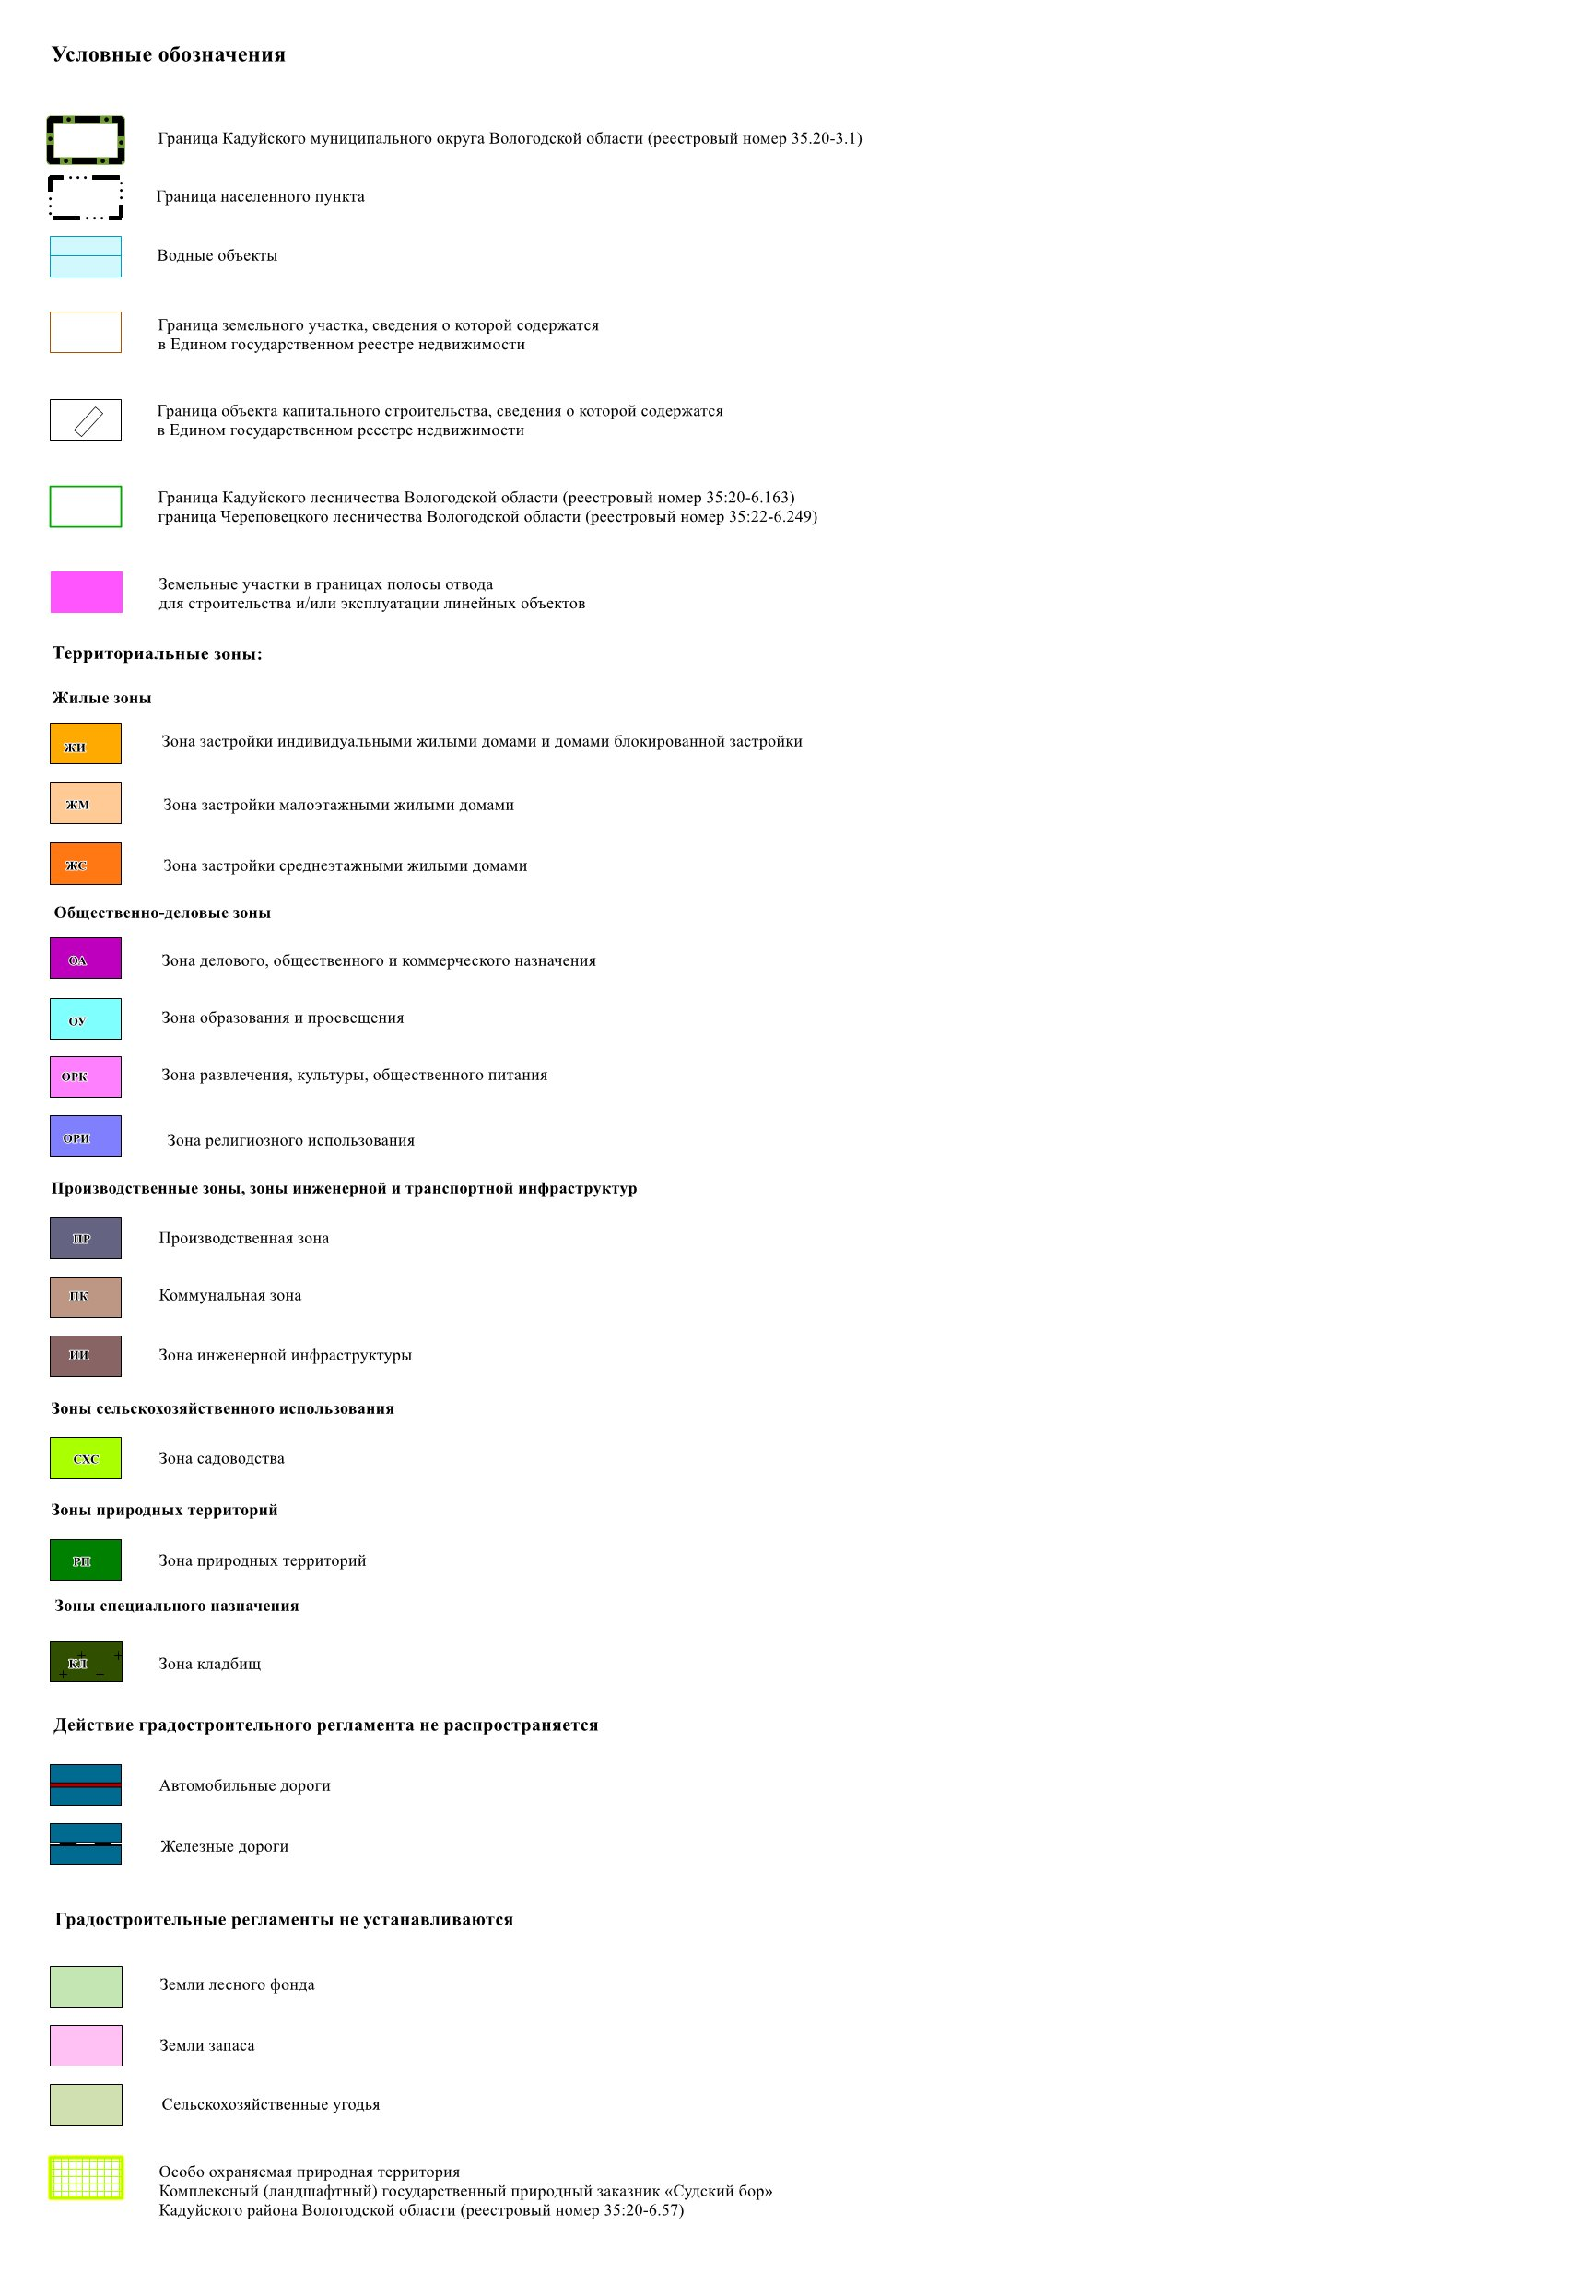 Условные обозначения
Граница Кадуйского муниципального округа Вологодской области (реестровый номер 35.20-3.1)
Граница населенного пункта
Водные объекты
Граница земельного участка, сведения о которой содержатся
в Едином государственном реестре недвижимости
Граница объекта капитального строительства, сведения о которой содержатся
в Едином государственном реестре недвижимости
Граница Кадуйского лесничества Вологодской области (реестровый номер 35:20-6.163)
граница Череповецкого лесничества Вологодской области (реестровый номер 35:22-6.249)
Земельные участки в границах полосы отвода
для строительства и/или эксплуатации линейных объектов
Территориальные зоны:
Жилые зоны
ЖИ Зона застройки индивидуальными жилыми домами и домами блокированной застройки
ЖМ Зона застройки малоэтажными жилыми домами
ЖС Зона застройки среднеэтажными жилыми домами
Общественно-деловые зоны
ОА Зона делового, общественного и коммерческого назначения
ОУ Зона образования и просвещения
ОРК Зона развлечения, культуры, общественного питания
ОРИ Зона религиозного использования
Производственные зоны, зоны инженерной и транспортной инфраструктур
ПР Производственная зона
ПК Коммунальная зона
ИИ Зона инженерной инфраструктуры
Зоны сельскохозяйственного использования
СХС Зона садоводства
Зоны природных территорий
РП Зона природных территорий
Зоны специального назначения
КЛ Зона кладбищ
Действие градостроительного регламента не распространяется
Автомобильные дороги
Железные дороги
Градостроительные регламенты не устанавливаются
Земли лесного фонда
Земли запаса
Сельскохозяйственные угодья
Особо охраняемая природная территория
Комплексный (ландшафтный) государственный природный заказник «Судский бор»
Кадуйского района Вологодской области (реестровый номер 35:20-6.57)